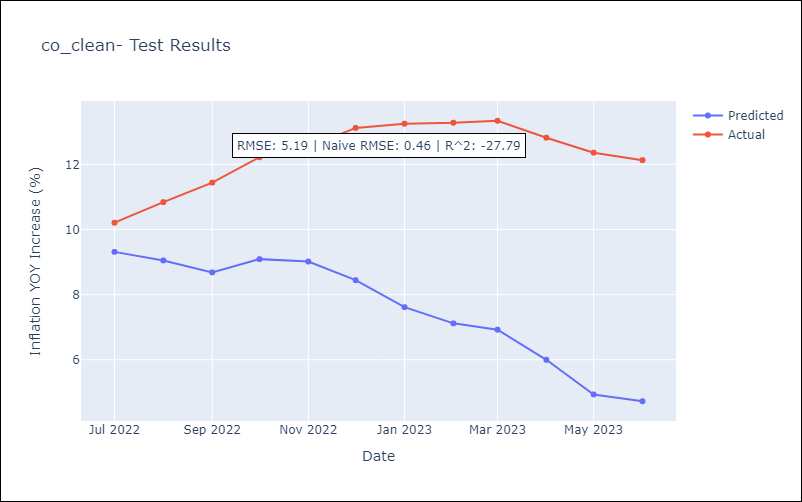 co_clean- Test Results
Predicted
Actual
RMSE: 5.19 | Naive RMSE: 0.46 | R^2: -27.79
Inflation YOY Increase (%)
12
10
8
6
Jul 2022
Sep 2022
Nov 2022
Jan 2023
Mar 2023
May 2023
Date